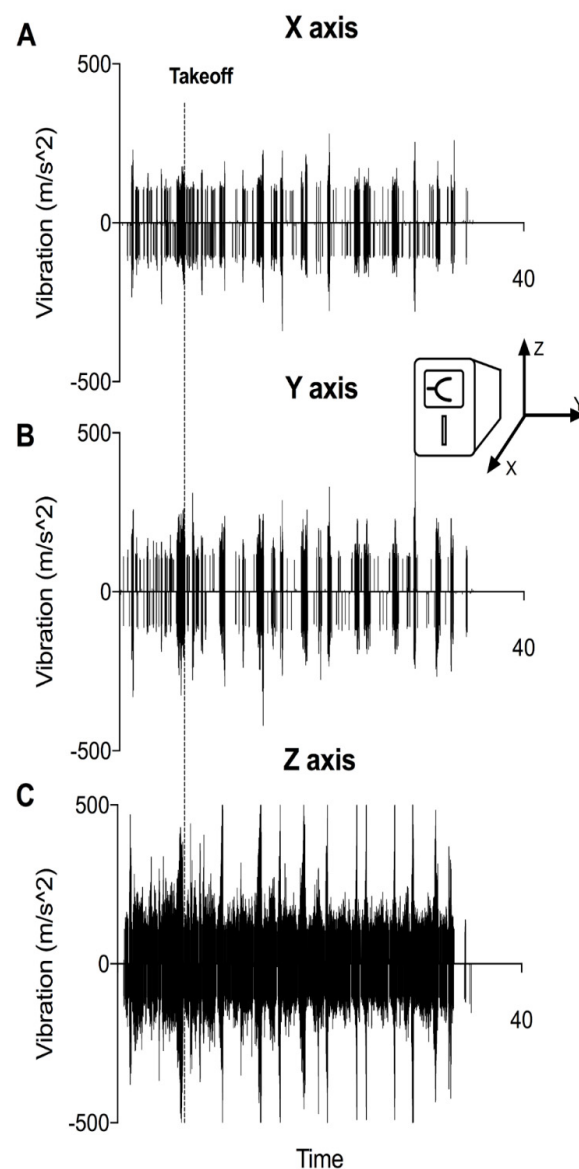 A
X axis
500
Takeoff
Vibration (m/s^2)
0
40
-500
Z
Y
X
Y axis
B
500
Vibration (m/s^2)
0
40
-500
Z axis
C
500
Vibration (m/s^2)
0
40
-500
Time